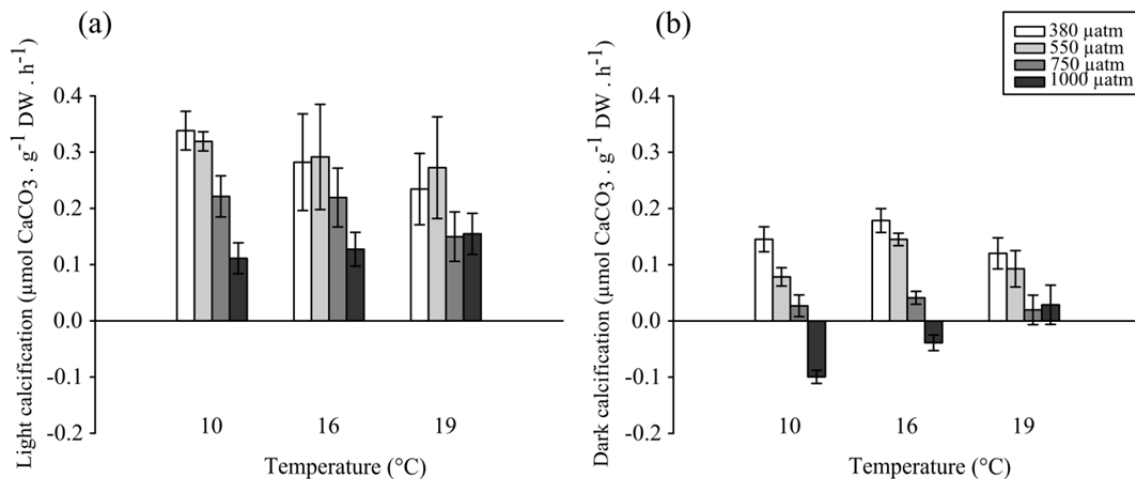 (a)
Light calcification (µmol CaCO3 . g-1 DW . h-1)
0.4
0.3
0.2
0.1
0.0
-0.1
-0.2
10 16 19
Temperature (°C)
(b)
380 µatm
550 µatm
750 µatm
1000 µatm
Dark calcification (µmol CaCO3 . g-1 DW . h-1)
0.4
0.3
0.2
0.1
0.0
-0.1
-0.2
10 16 19
Temperature (°C)